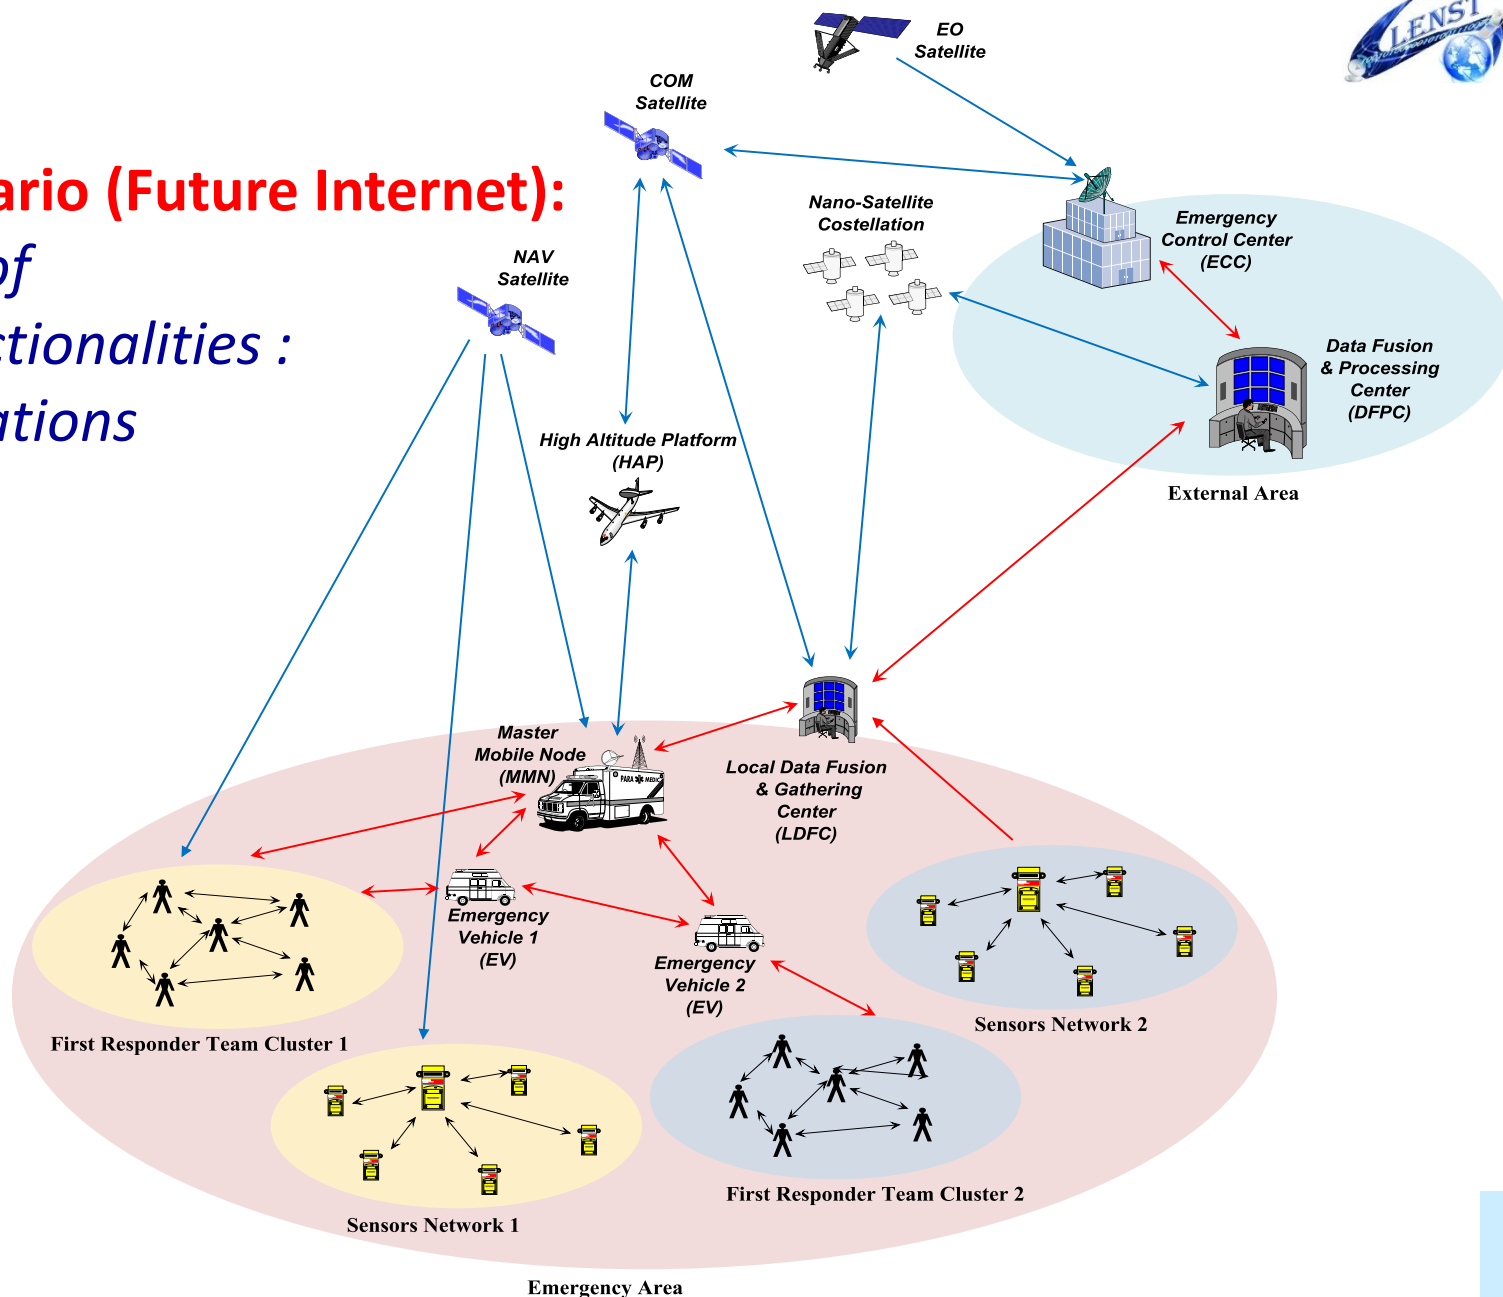 EO
Satellite
LENST
COM
Satellite
ario (Future Internet):
of
ctionalities :
ations
Nano-Satellite
Costellation
Emergency
Control Center
(ECC)
NAV
Satellite
Data Fusion
& Processing
Center
(DFPC)
High Altitude Platform
(HAP)
External Area
Master
Mobile Node
(MMN)
PARA MEDIC
Local Data Fusion
& Gathering
Center
(LDFC)
Emergency
Vehicle 1
(EV)
Emergency
Vehicle 2
(EV)
Sensors Network 2
First Responder Team Cluster 1
First Responder Team Cluster 2
Sensors Network 1
Emergency Area